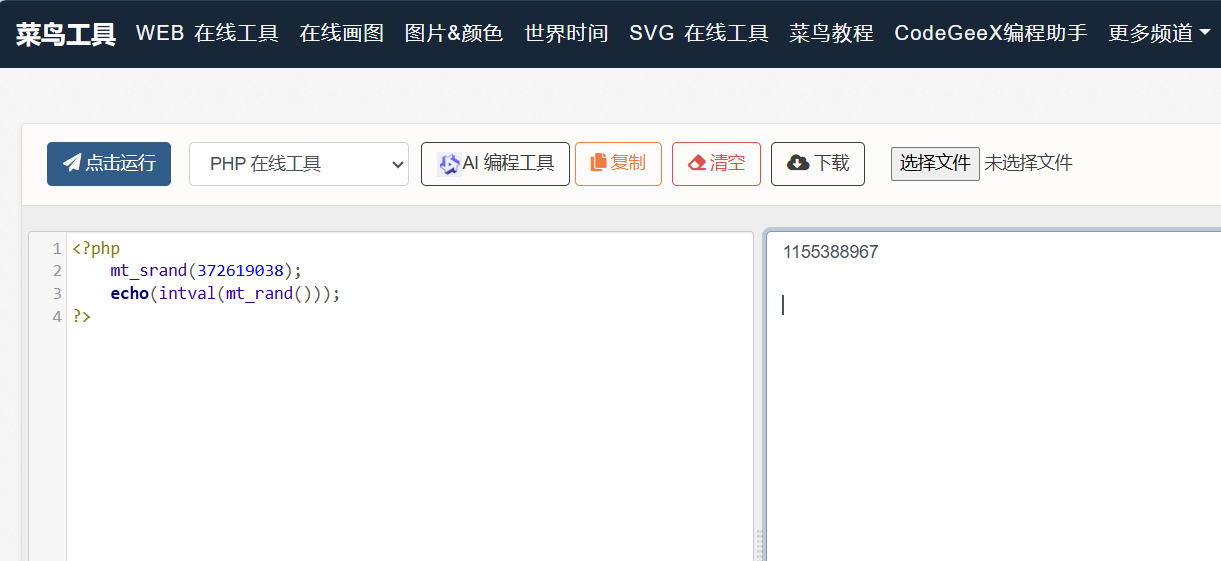 菜鸟工具 WEB 在线工具 在线画图 图片&颜色 世界时间 SVG 在线工具 菜鸟教程 CodeGeeX编程助手 更多频道
点击运行 PHP 在线工具 AI 编程工具 复制 清空 下载 选择文件 未选择文件
1 <?php
2     mt_srand(372619038);
3     echo(intval(mt_rand()));
4 ?>
1155388967